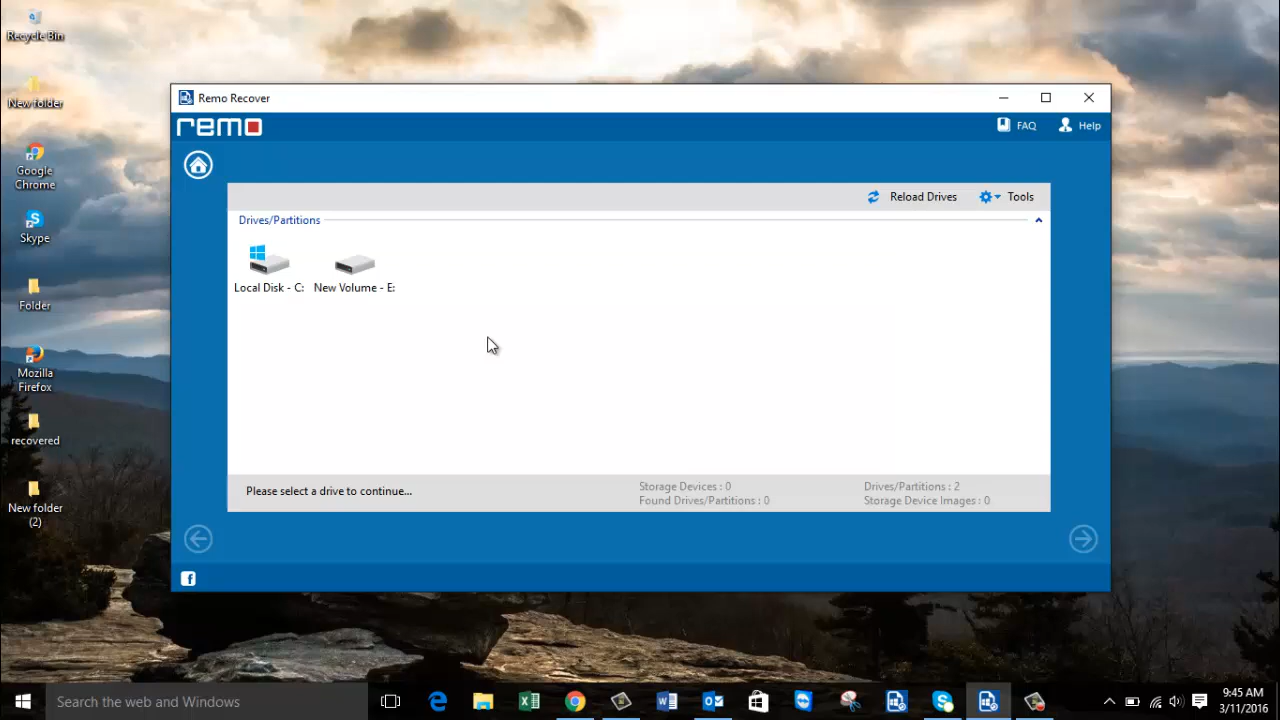 Recycle Bin
New folder
Google
Chrome
Skype
Folder
Mozilla
Firefox
recovered
New folder
(2)
Remo Recover
remo
FAQ
Help
Reload Drives
Tools
Drives/Partitions
Local Disk - C:
New Volume - E:
Please select a drive to continue...
Storage Devices : 0
Drives/Partitions : 2
Found Drives/Partitions : 0
Storage Device Images : 0
f
Search the web and Windows
9:45 AM
3/11/2016